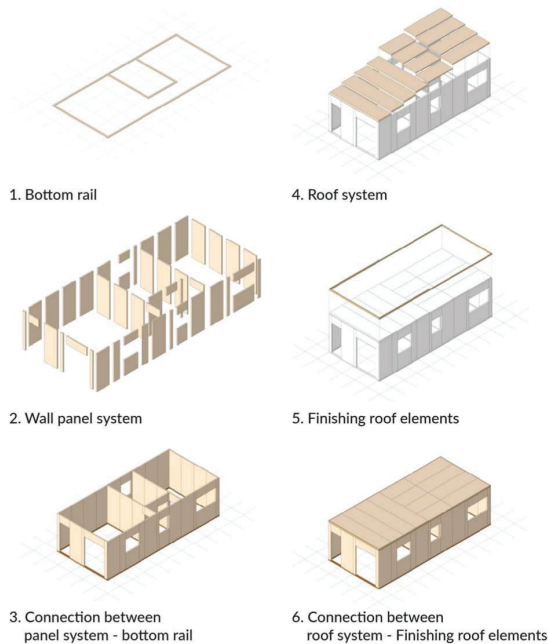 1. Bottom rail
4. Roof system
2. Wall panel system
5. Finishing roof elements
3. Connection between
panel system - bottom rail
6. Connection between
roof system - Finishing roof elements